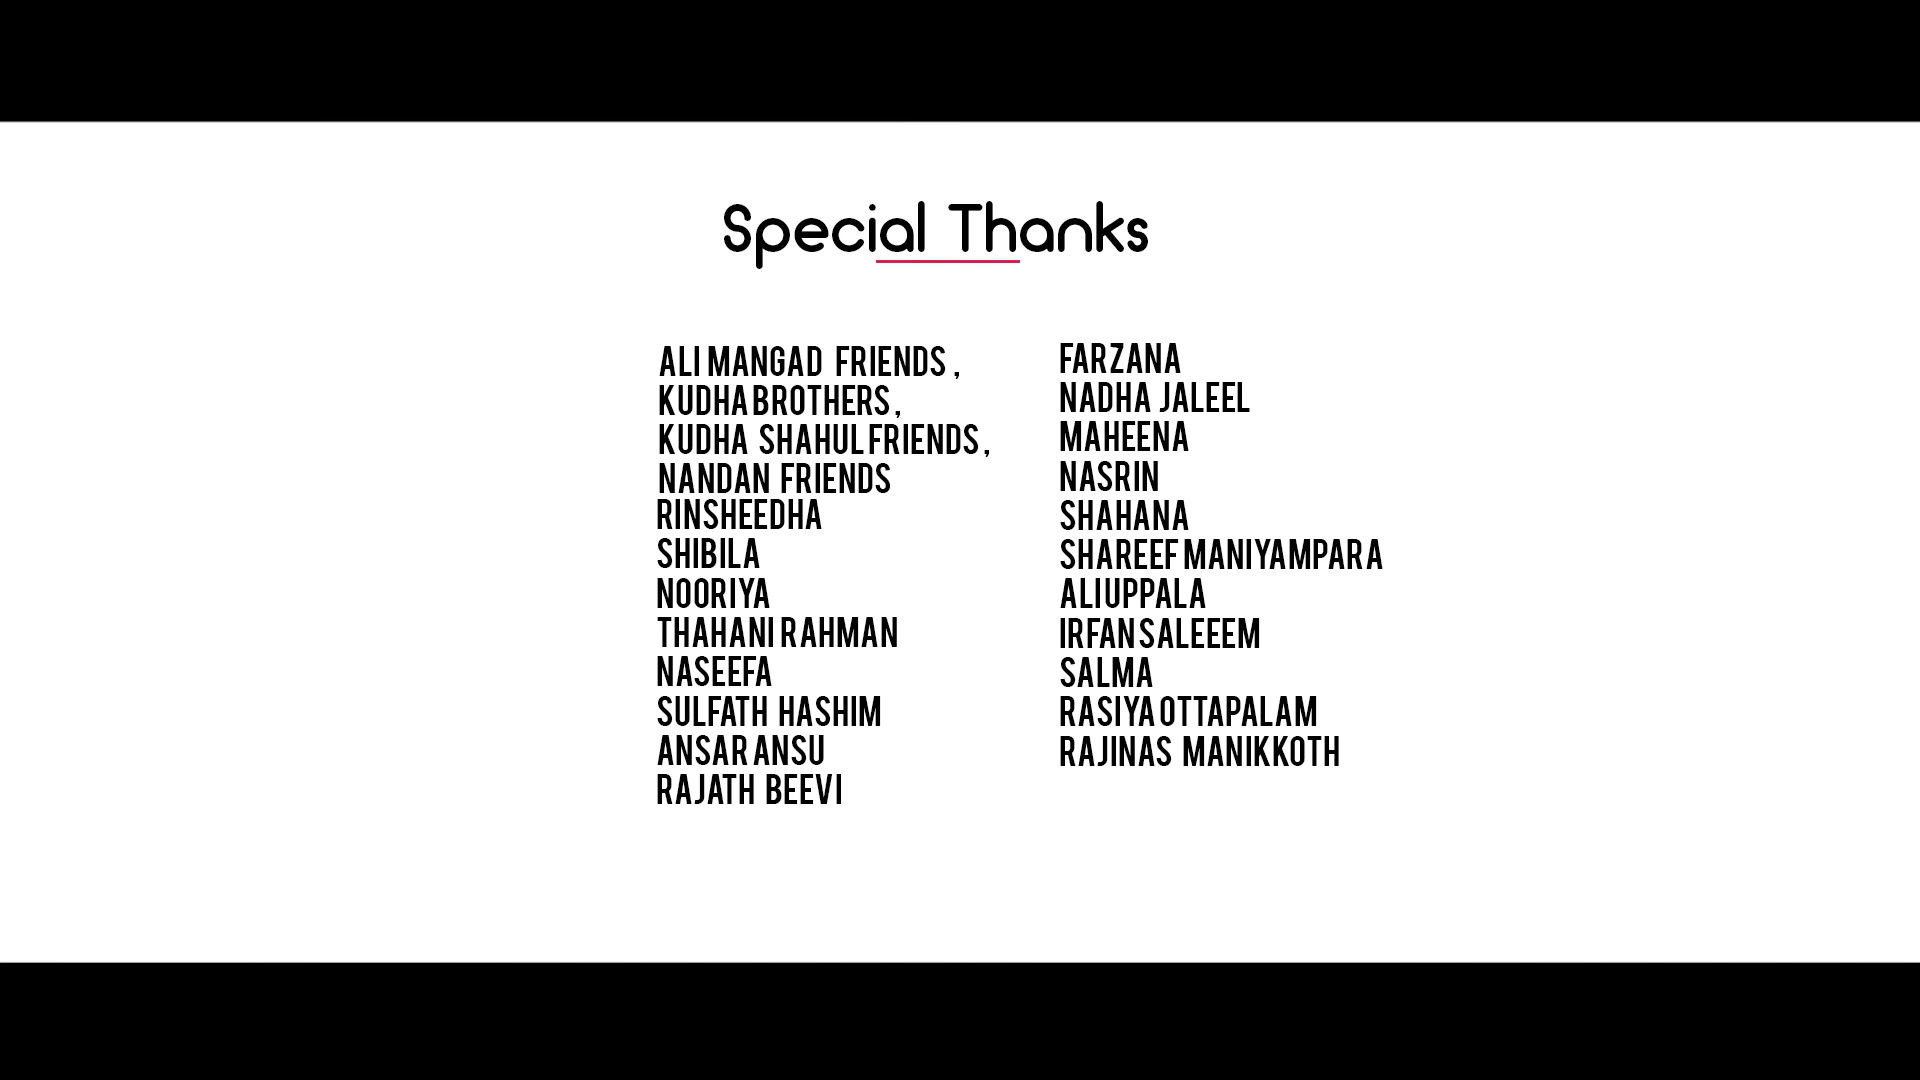 Special Thanks
ALI MANGAD FRIENDS ,
KUDHA BROTHERS ,
KUDHA SHAHUL FRIENDS ,
NANDAN FRIENDS
RINSHEEDHA
SHIBILA
NOORIYA
THAHANI RAHMAN
NASEEFA
SULFATH HASHIM
ANSAR ANSU
RAJATH BEEVI
FARZANA
NADHA JALEEL
MAHEENA
NASRIN
SHAHANA
SHAREEF MANIYAMPARA
ALI UPPALA
IRFAN SALEEEM
SALMA
RASIYA OTTAPALAM
RAJINAS MANIKKOTH